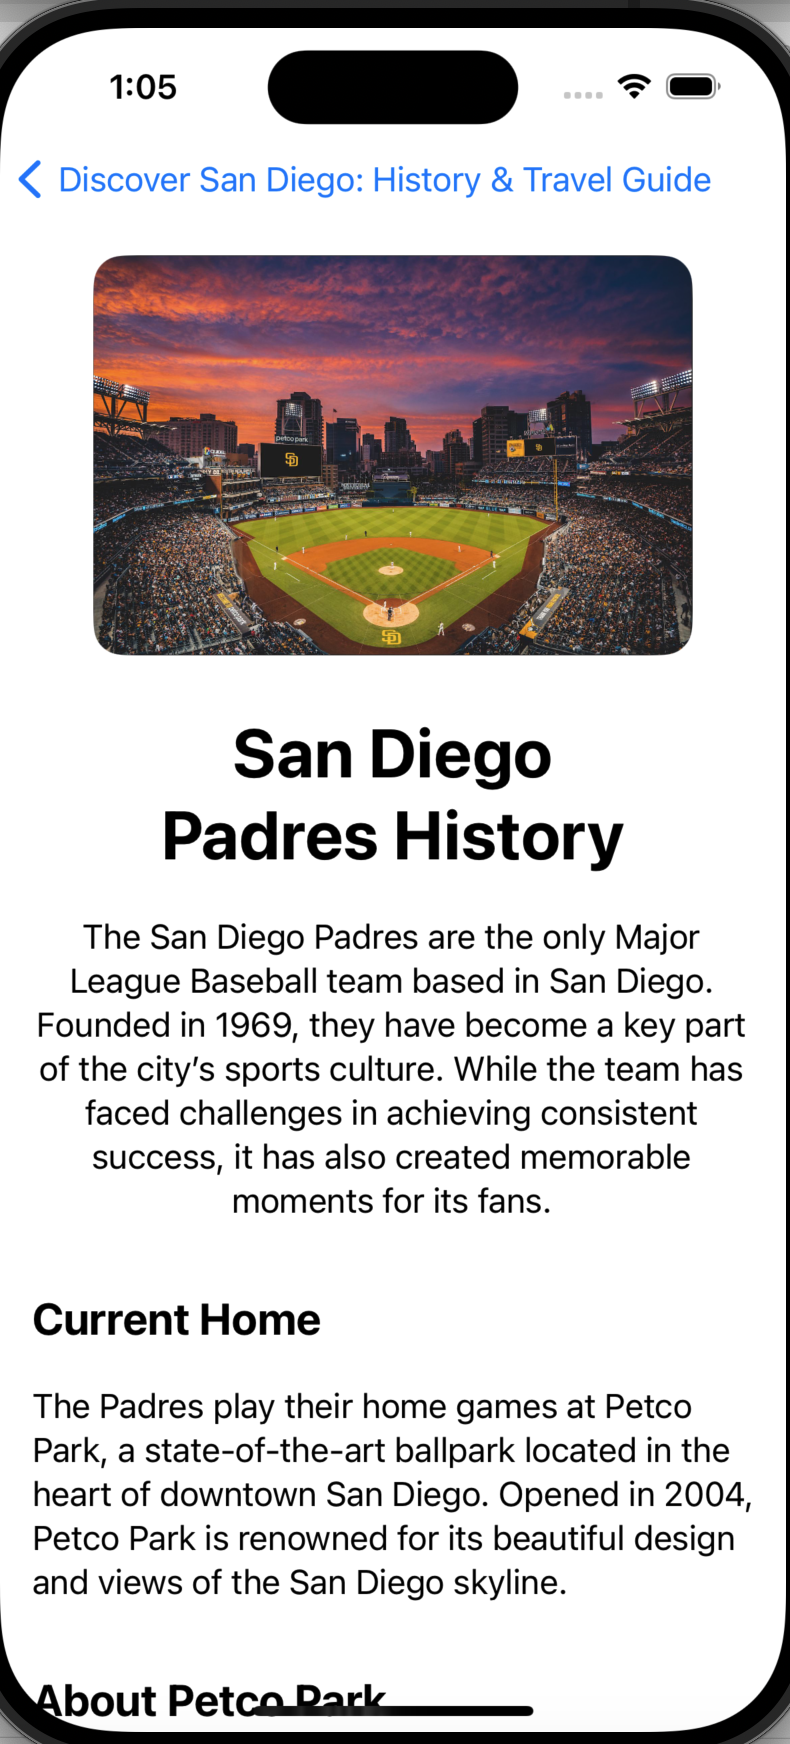 1:05
Discover San Diego: History & Travel Guide
petco park
San Diego
Padres History
The San Diego Padres are the only Major
League Baseball team based in San Diego.
Founded in 1969, they have become a key part
of the city’s sports culture. While the team has
faced challenges in achieving consistent
success, it has also created memorable
moments for its fans.
Current Home
The Padres play their home games at Petco
Park, a state-of-the-art ballpark located in the
heart of downtown San Diego. Opened in 2004,
Petco Park is renowned for its beautiful design
and views of the San Diego skyline.
About Petco Park